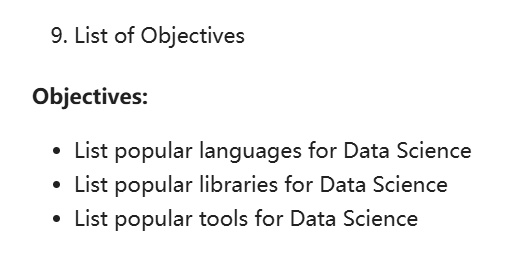 9. List of Objectives
Objectives:
• List popular languages for Data Science
• List popular libraries for Data Science
• List popular tools for Data Science